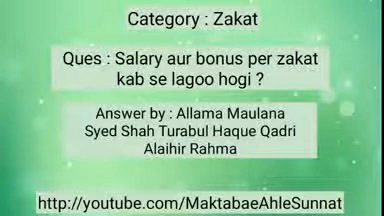 Category : Zakat
Ques : Salary aur bonus per zakat
kab se lagoo hogi ?
Answer by : Allama Maulana
Syed Shah Turabul Haque Qadri
Alaihir Rahma
http://youtube.com/MaktabaeAhleSunnat